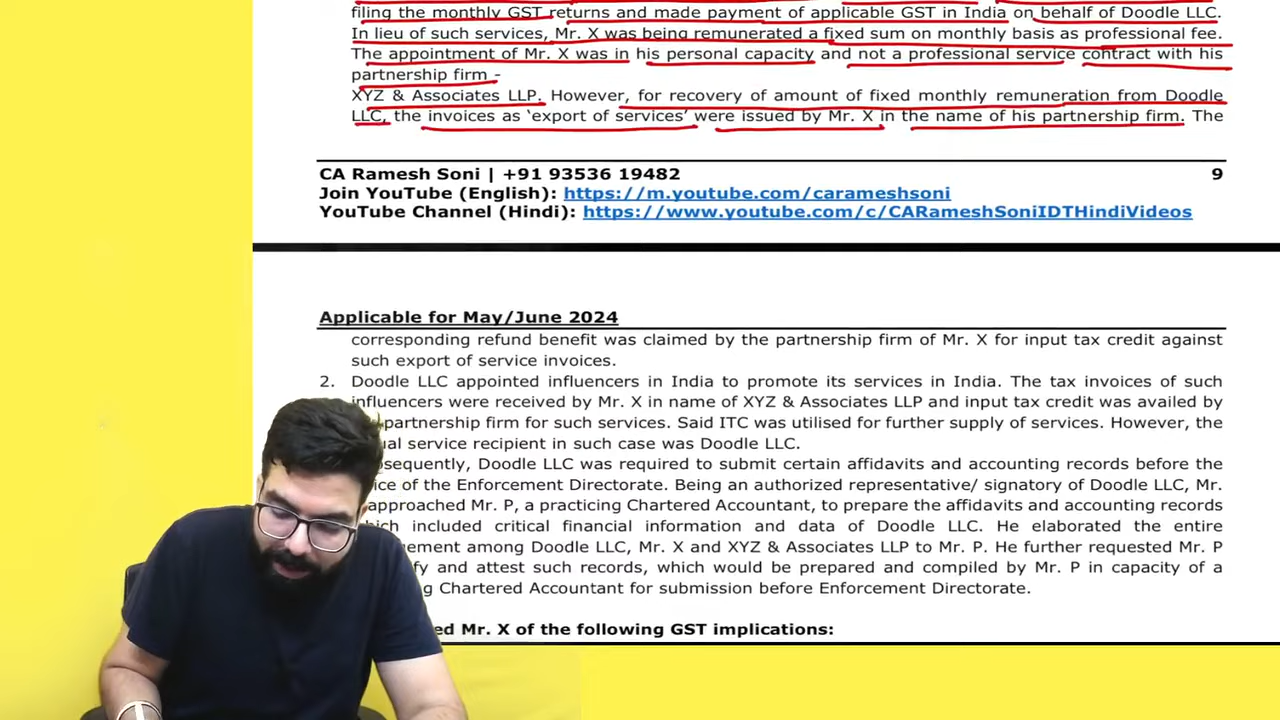 filing the monthly GST returns and made payment of applicable GST in India on behalf of Doodle LLC.
In lieu of such services, Mr. X was being remunerated a fixed sum on monthly basis as professional fee.
The appointment of Mr. X was in his personal capacity and not a professional service contract with his
partnership firm -
XYZ & Associates LLP. However, for recovery of amount of fixed monthly remuneration from Doodle
LLC, the invoices as ‘export of services’ were issued by Mr. X in the name of his partnership firm. The
CA Ramesh Soni | +91 93536 19482 9
Join YouTube (English): https://m.youtube.com/carameshsoni
YouTube Channel (Hindi): https://www.youtube.com/c/CARameshSoniIDTHindiVideos
Applicable for May/June 2024
corresponding refund benefit was claimed by the partnership firm of Mr. X for input tax credit against
such export of service invoices.
2. Doodle LLC appointed influencers in India to promote its services in India. The tax invoices of such
influencers were received by Mr. X in name of XYZ & Associates LLP and input tax credit was availed by
partnership firm for such services. Said ITC was utilised for further supply of services. However, the
service recipient in such case was Doodle LLC.
Doodle LLC was required to submit certain affidavits and accounting records before the
of the Enforcement Directorate. Being an authorized representative/ signatory of Doodle LLC, Mr.
approached Mr. P, a practicing Chartered Accountant, to prepare the affidavits and accounting records
which included critical financial information and data of Doodle LLC. He elaborated the entire
among Doodle LLC, Mr. X and XYZ & Associates LLP to Mr. P. He further requested Mr. P
and attest such records, which would be prepared and compiled by Mr. P in capacity of a
Chartered Accountant for submission before Enforcement Directorate.
Mr. X of the following GST implications: